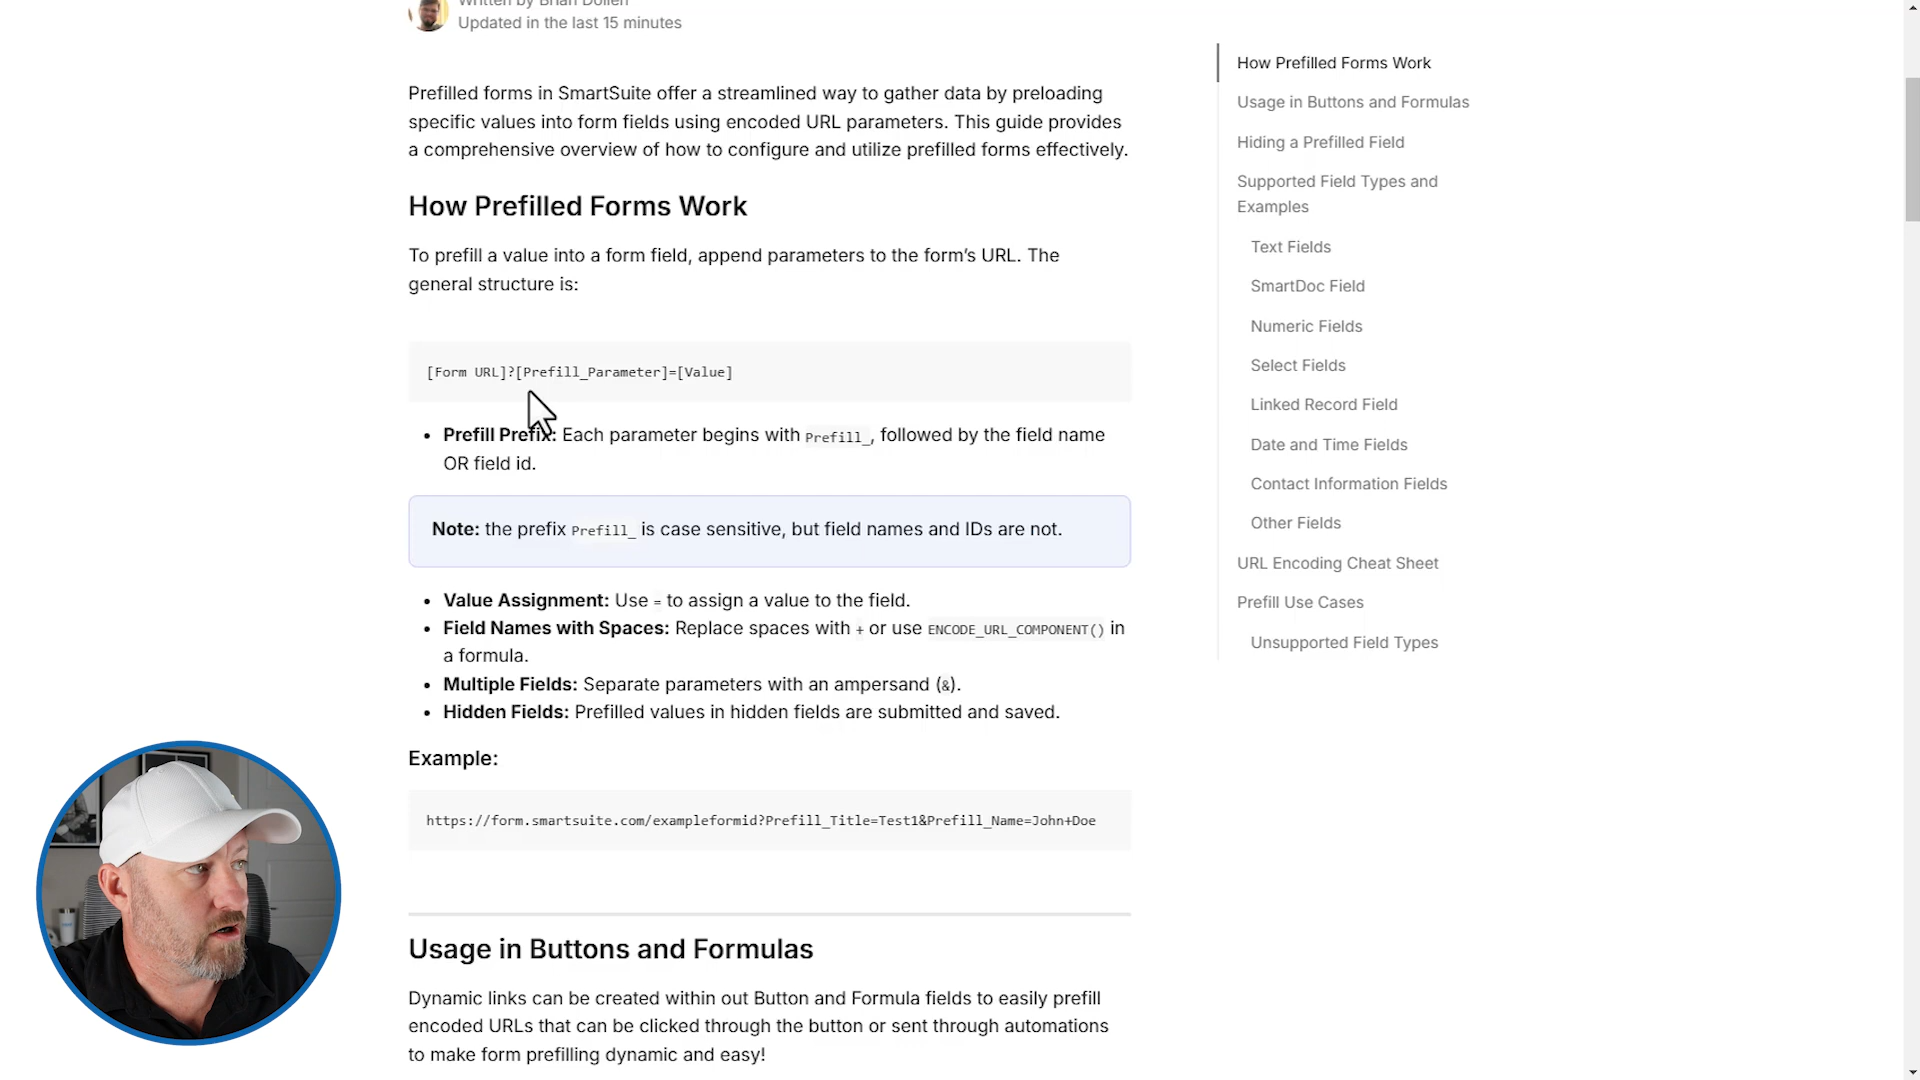 Written by Brian Dollen
Updated in the last 15 minutes
Prefilled forms in SmartSuite offer a streamlined way to gather data by preloading
specific values into form fields using encoded URL parameters. This guide provides
a comprehensive overview of how to configure and utilize prefilled forms effectively.
How Prefilled Forms Work
To prefill a value into a form field, append parameters to the form’s URL. The
general structure is:
[Form URL]?[Prefill_Parameter]=[Value]
• Prefill Prefix: Each parameter begins with Prefill_, followed by the field name
OR field id.
Note: the prefix Prefill_ is case sensitive, but field names and IDs are not.
• Value Assignment: Use = to assign a value to the field.
• Field Names with Spaces: Replace spaces with + or use ENCODE_URL_COMPONENT() in
a formula.
• Multiple Fields: Separate parameters with an ampersand (&).
• Hidden Fields: Prefilled values in hidden fields are submitted and saved.
Example:
https://form.smartsuite.com/exampleformid?Prefill_Title=Test1&Prefill_Name=John+Doe
Usage in Buttons and Formulas
Dynamic links can be created within out Button and Formula fields to easily prefill
encoded URLs that can be clicked through the button or sent through automations
to make form prefilling dynamic and easy!
How Prefilled Forms Work
Usage in Buttons and Formulas
Hiding a Prefilled Field
Supported Field Types and
Examples
Text Fields
SmartDoc Field
Numeric Fields
Select Fields
Linked Record Field
Date and Time Fields
Contact Information Fields
Other Fields
URL Encoding Cheat Sheet
Prefill Use Cases
Unsupported Field Types